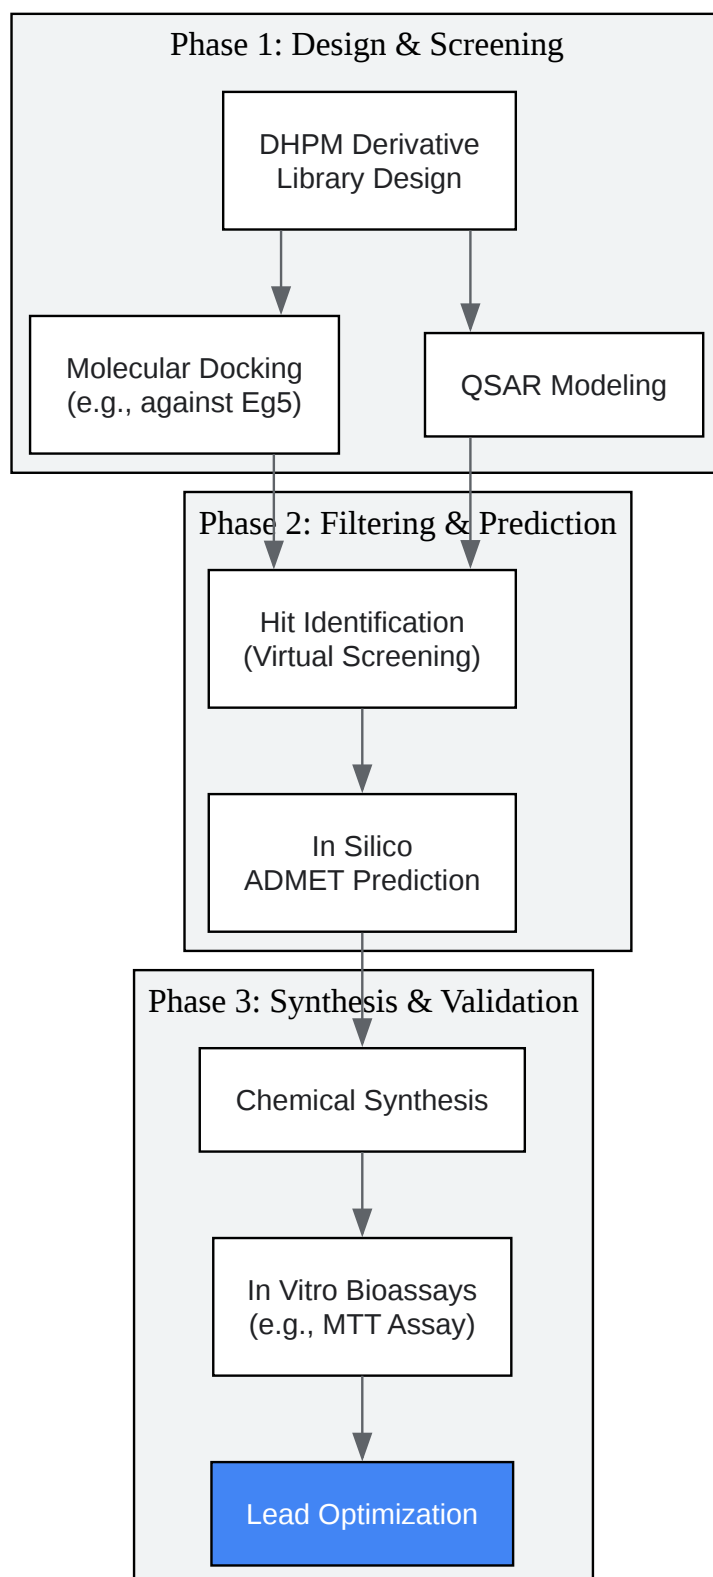 Phase 1: Design & Screening
DHPM Derivative
Library Design
Molecular Docking
(e.g., against Eg5)
QSAR Modeling
Phase 2: Filtering & Prediction
Hit Identification
(Virtual Screening)
In Silico
ADMET Prediction
Phase 3: Synthesis & Validation
Chemical Synthesis
In Vitro Bioassays
(e.g., MTT Assay)
Lead Optimization